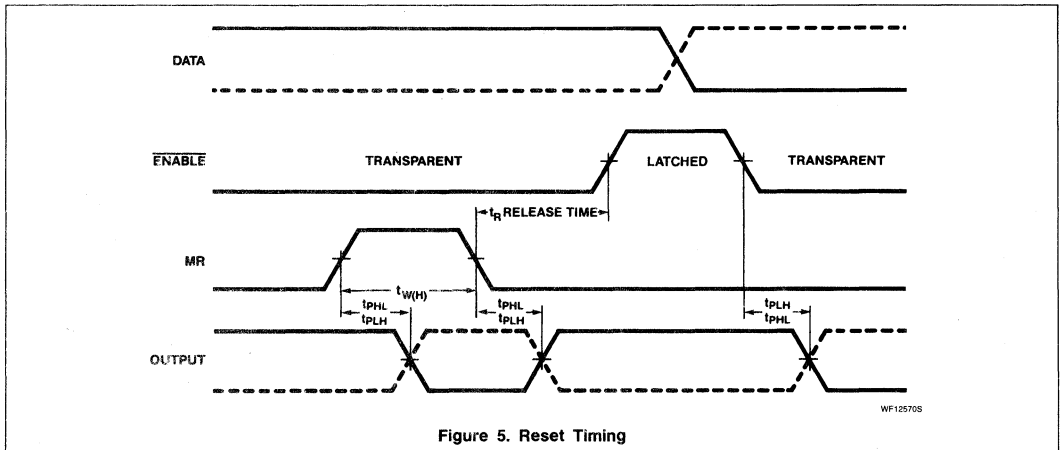 DATA
ENABLE
TRANSPARENT
LATCHED
TRANSPARENT
tR RELEASE TIME
MR
tW(H)
tPHL
tPLH
tPHL
tPLH
tPLH
tPHL
OUTPUT
WF12570S
Figure 5. Reset Timing